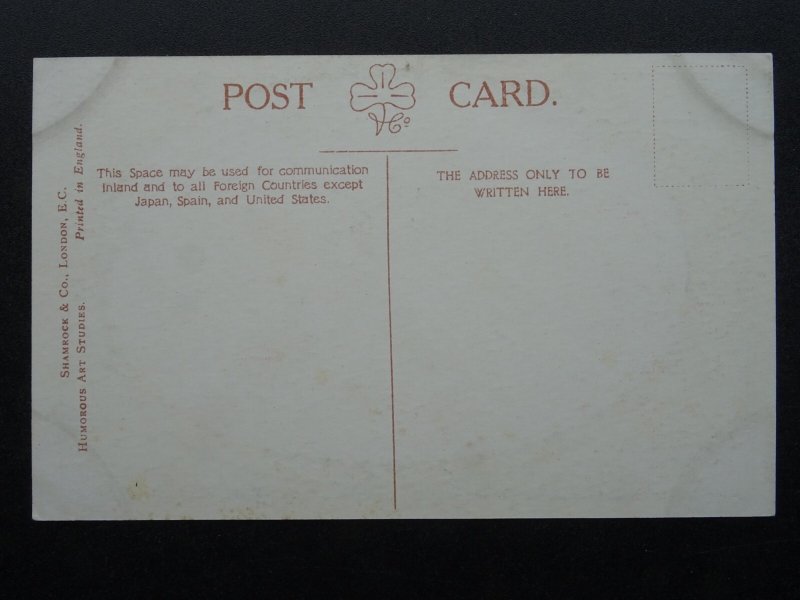 POST CARD.
This Space may be used for communication
Inland and to all Foreign Countries except
Japan, Spain, and United States.
THE ADDRESS ONLY TO BE
WRITTEN HERE.
SHAMROCK & CO., LONDON, E.C.
HUMOROUS ART STUDIES. Printed in England.